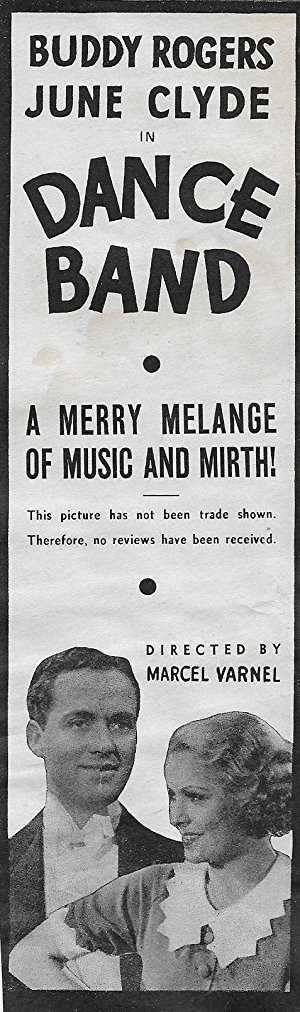 BUDDY ROGERS
JUNE CLYDE
IN
DANCE
BAND
A MERRY MELANGE
OF MUSIC AND MIRTH!
This picture has not been trade shown.
Therefore, no reviews have been received.
DIRECTED BY
MARCEL VARNEL